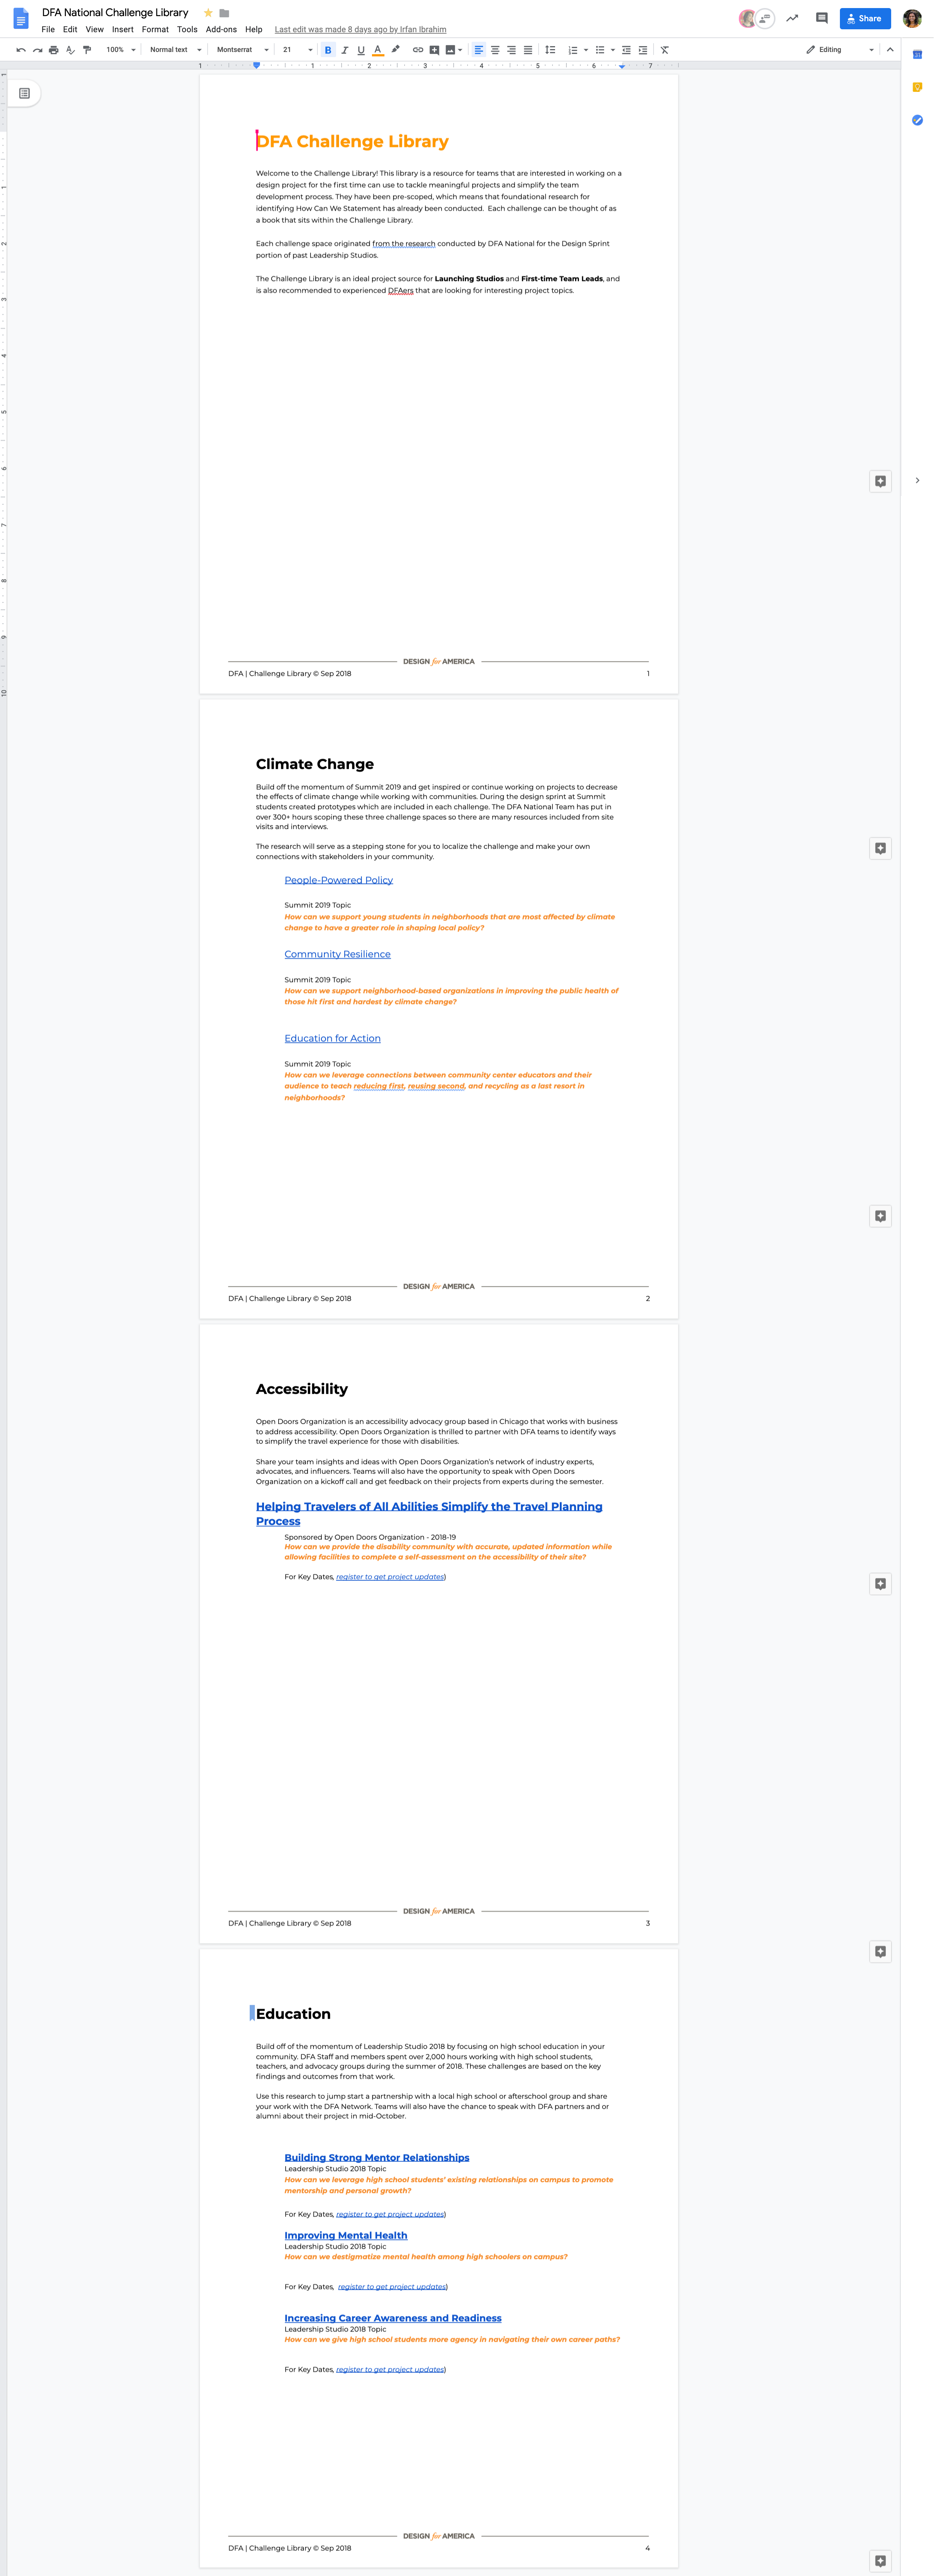 DFA National Challenge Library
File Edit View Insert Format Tools Add-ons Help Last edit was made 8 days ago by Irfan Ibrahim
Share
100% Normal text Montserrat 21 B I U A Editing
1 1 2 3 4 5 6 7
DFA Challenge Library
Welcome to the Challenge Library! This library is a resource for teams that are interested in working on a
design project for the first time can use to tackle meaningful projects and simplify the team
development process. They have been pre-scoped, which means that foundational research for
identifying How Can We Statement has already been conducted. Each challenge can be thought of as
a book that sits within the Challenge Library.
Each challenge space originated from the research conducted by DFA National for the Design Sprint
portion of past Leadership Studios.
The Challenge Library is an ideal project source for Launching Studios and First-time Team Leads, and
is also recommended to experienced DFAers that are looking for interesting project topics.
DESIGN for AMERICA
DFA | Challenge Library © Sep 2018 1
Climate Change
Build off the momentum of Summit 2019 and get inspired or continue working on projects to decrease
the effects of climate change while working with communities. During the design sprint at Summit
students created prototypes which are included in each challenge. The DFA National Team has put in
over 300+ hours scoping these three challenge spaces so there are many resources included from site
visits and interviews.
The research will serve as a stepping stone for you to localize the challenge and make your own
connections with stakeholders in your community.
People-Powered Policy
Summit 2019 Topic
How can we support young students in neighborhoods that are most affected by climate
change to have a greater role in shaping local policy?
Community Resilience
Summit 2019 Topic
How can we support neighborhood-based organizations in improving the public health of
those hit first and hardest by climate change?
Education for Action
Summit 2019 Topic
How can we leverage connections between community center educators and their
audience to teach reducing first, reusing second, and recycling as a last resort in
neighborhoods?
DESIGN for AMERICA
DFA | Challenge Library © Sep 2018 2
Accessibility
Open Doors Organization is an accessibility advocacy group based in Chicago that works with business
to address accessibility. Open Doors Organization is thrilled to partner with DFA teams to identify ways
to simplify the travel experience for those with disabilities.
Share your team insights and ideas with Open Doors Organization's network of industry experts,
advocates, and influencers. Teams will also have the opportunity to speak with Open Doors
Organization on a kickoff call and get feedback on their projects from experts during the semester.
Helping Travelers of All Abilities Simplify the Travel Planning
Process
Sponsored by Open Doors Organization - 2018-19
How can we provide the disability community with accurate, updated information while
allowing facilities to complete a self-assessment on the accessibility of their site?
For Key Dates, register to get project updates)
DESIGN for AMERICA
DFA | Challenge Library © Sep 2018 3
Education
Build off of the momentum of Leadership Studio 2018 by focusing on high school education in your
community. DFA Staff and members spent over 2,000 hours working with high school students,
teachers, and advocacy groups during the summer of 2018. These challenges are based on the key
findings and outcomes from that work.
Use this research to jump start a partnership with a local high school or afterschool group and share
your work with the DFA Network. Teams will also have the chance to speak with DFA partners and or
alumni about their project in mid-October.
Building Strong Mentor Relationships
Leadership Studio 2018 Topic
How can we leverage high school students' existing relationships on campus to promote
mentorship and personal growth?
For Key Dates, register to get project updates)
Improving Mental Health
Leadership Studio 2018 Topic
How can we destigmatize mental health among high schoolers on campus?
For Key Dates, register to get project updates)
Increasing Career Awareness and Readiness
Leadership Studio 2018 Topic
How can we give high school students more agency in navigating their own career paths?
For Key Dates, register to get project updates)
DESIGN for AMERICA
DFA | Challenge Library © Sep 2018 4